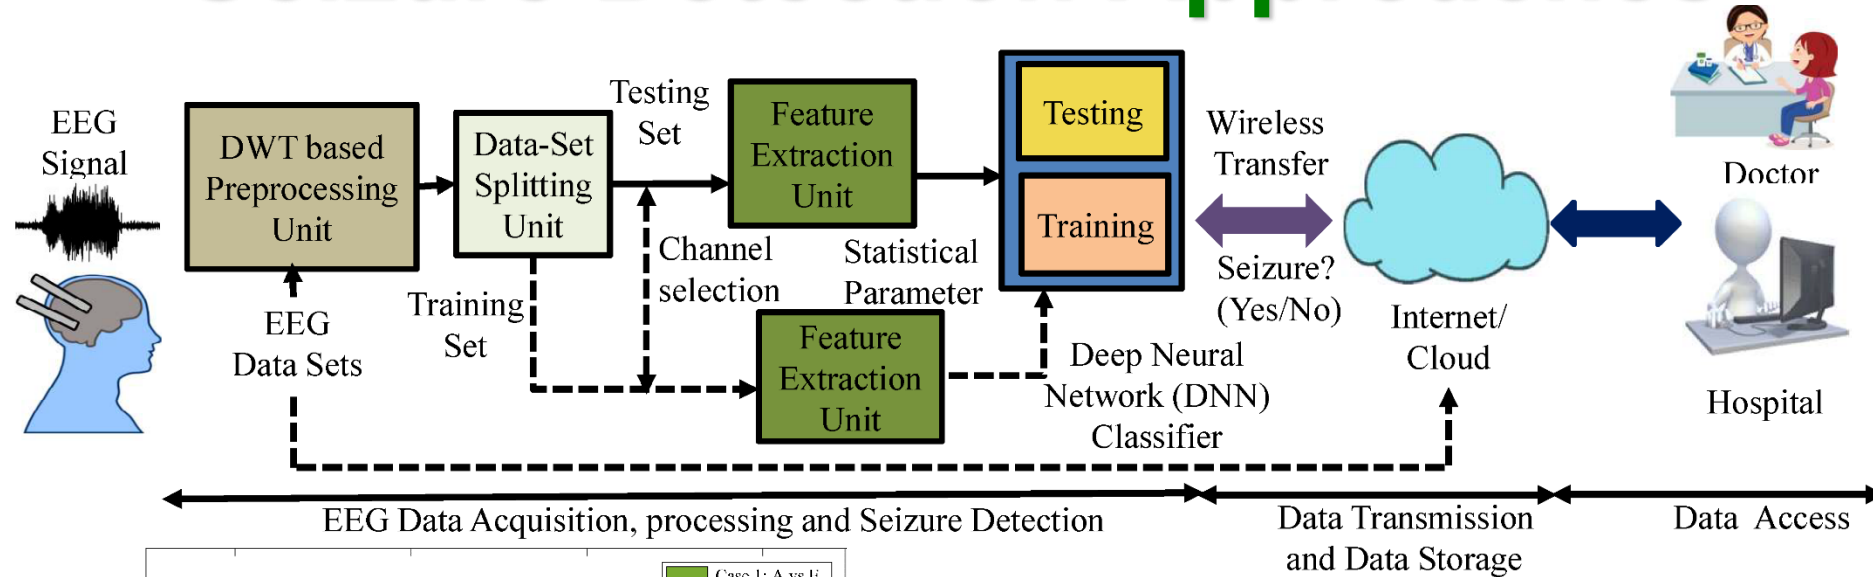 EEG
Signal
DWT based
Preprocessing
Unit
Data-Set
Splitting
Unit
Testing
Set
Feature
Extraction
Unit
Testing
Training
Wireless
Transfer
Seizure?
(Yes/No)
Doctor
Channel
selection
Statistical
Parameter
Training
Set
EEG
Data Sets
Feature
Extraction
Unit
Deep Neural
Network (DNN)
Classifier
Internet/
Cloud
Hospital
EEG Data Acquisition, processing and Seizure Detection
Data Transmission
and Data Storage
Data Access